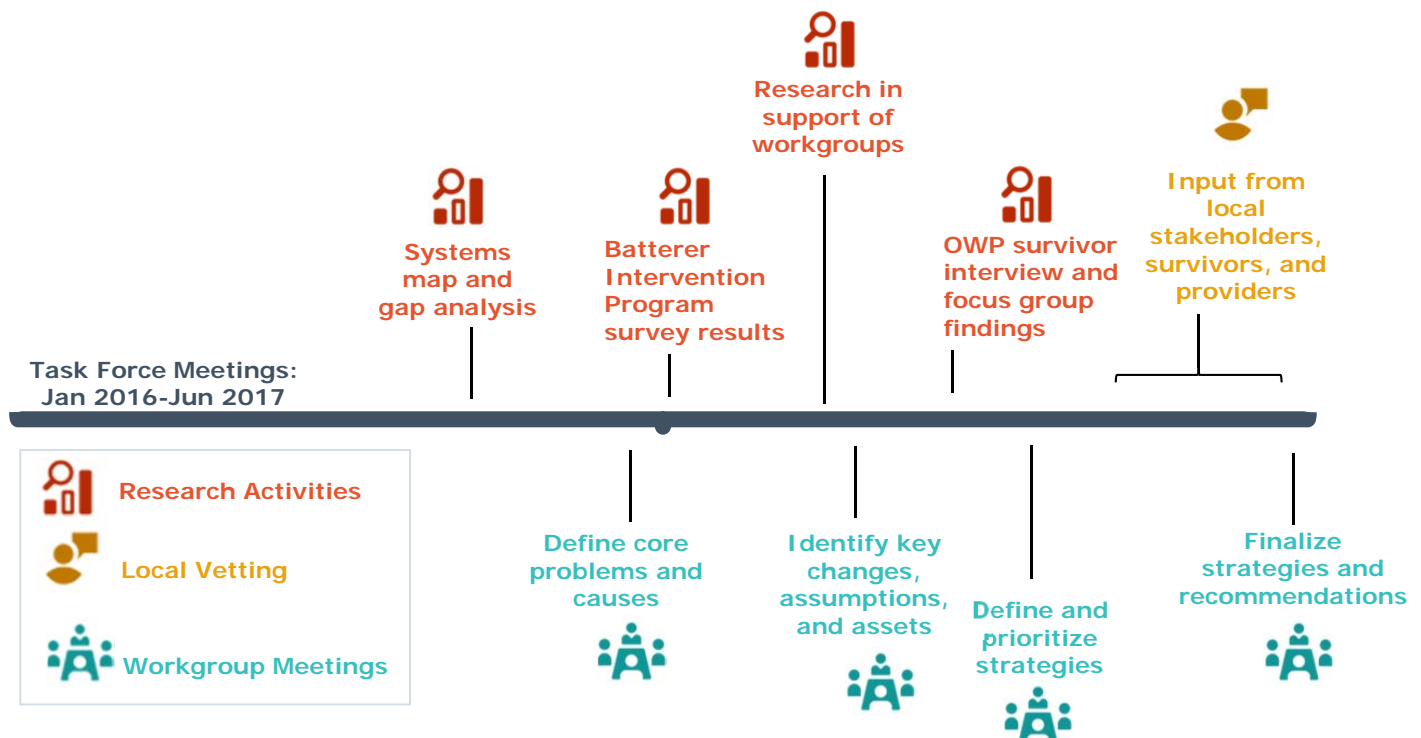 Research in
support of
workgroups
Systems
map and
gap analysis
Batterer
Intervention
Program
survey results
OWP survivor
interview and
focus group
findings
Input from
local
stakeholders,
survivors, and
providers
Task Force Meetings:
Jan 2016-Jun 2017
Research Activities
Local Vetting
Workgroup Meetings
Define core
problems and
causes
Identify key
changes,
assumptions,
and assets
Define and
prioritize
strategies
Finalize
strategies and
recommendations